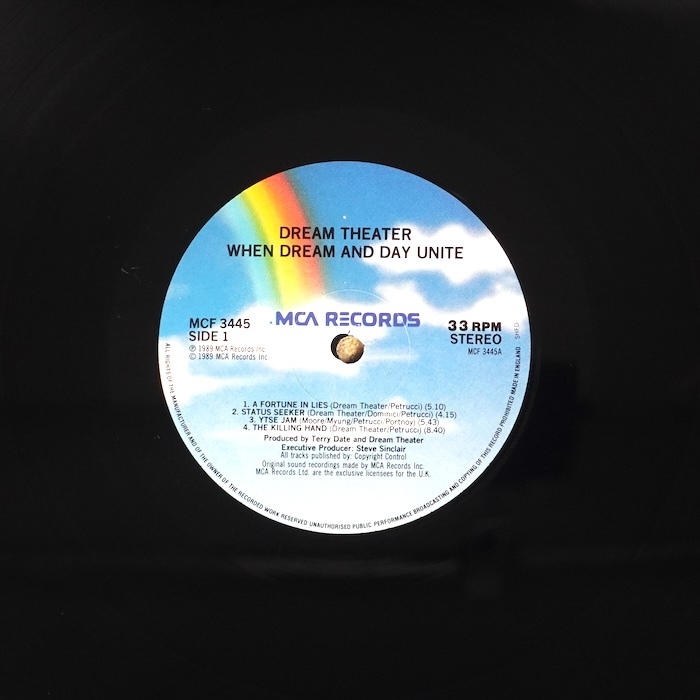 DREAM THEATER
WHEN DREAM AND DAY UNITE
MCA RECORDS
MCF 3445
SIDE 1
℗ 1989 MCA Records Inc.
© 1989 MCA Records Inc.
33 RPM
STEREO
MCF 3445A
1. A FORTUNE IN LIES (Dream Theater/Petrucci) (5.10)
2. STATUS SEEKER (Dream Theater/Dominici/Petrucci) (4.15)
3. YTSE JAM (Moore/Myung/Petrucci/Portnoy) (5.43)
4. THE KILLING HAND (Dream Theater/Petrucci) (8.40)
Produced by Terry Date and Dream Theater
Executive Producer: Steve Sinclair
All tracks published by: Copyright Control
Original sound recordings made by MCA Records Inc.
MCA Records Ltd. are the exclusive licensees for the U.K.
ALL RIGHTS OF THE MANUFACTURER AND OF THE OWNER OF THE RECORDED WORK RESERVED UNAUTHORISED PUBLIC PERFORMANCE BROADCASTING AND COPYING OF THIS RECORD PROHIBITED MADE IN ENGLAND